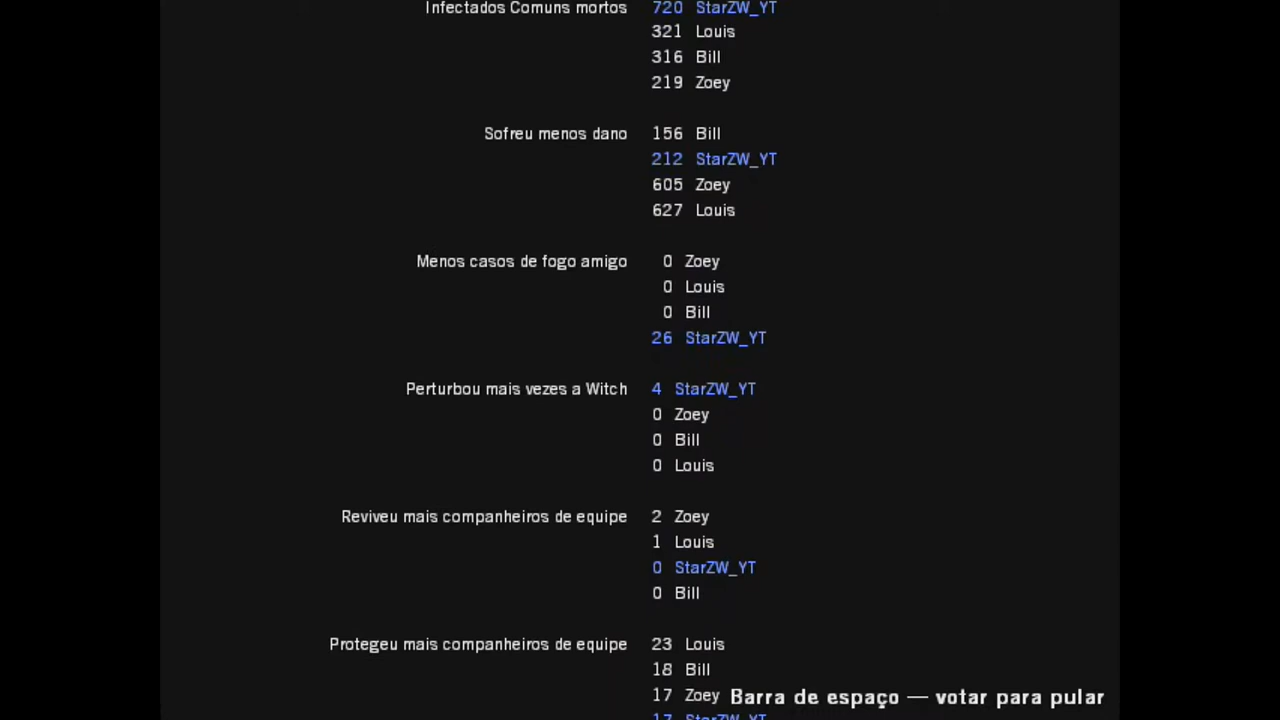 Infectados Comuns mortos 720 StarZW_YT
321 Louis
316 Bill
219 Zoey
Sofreu menos dano 156 Bill
212 StarZW_YT
605 Zoey
627 Louis
Menos casos de fogo amigo 0 Zoey
0 Louis
0 Bill
26 StarZW_YT
Perturbou mais vezes a Witch 4 StarZW_YT
0 Zoey
0 Bill
0 Louis
Reviveu mais companheiros de equipe 2 Zoey
1 Louis
0 StarZW_YT
0 Bill
Protegeu mais companheiros de equipe 23 Louis
18 Bill
17 Zoey
Barra de espaço — votar para pular
17 StarZW_YT